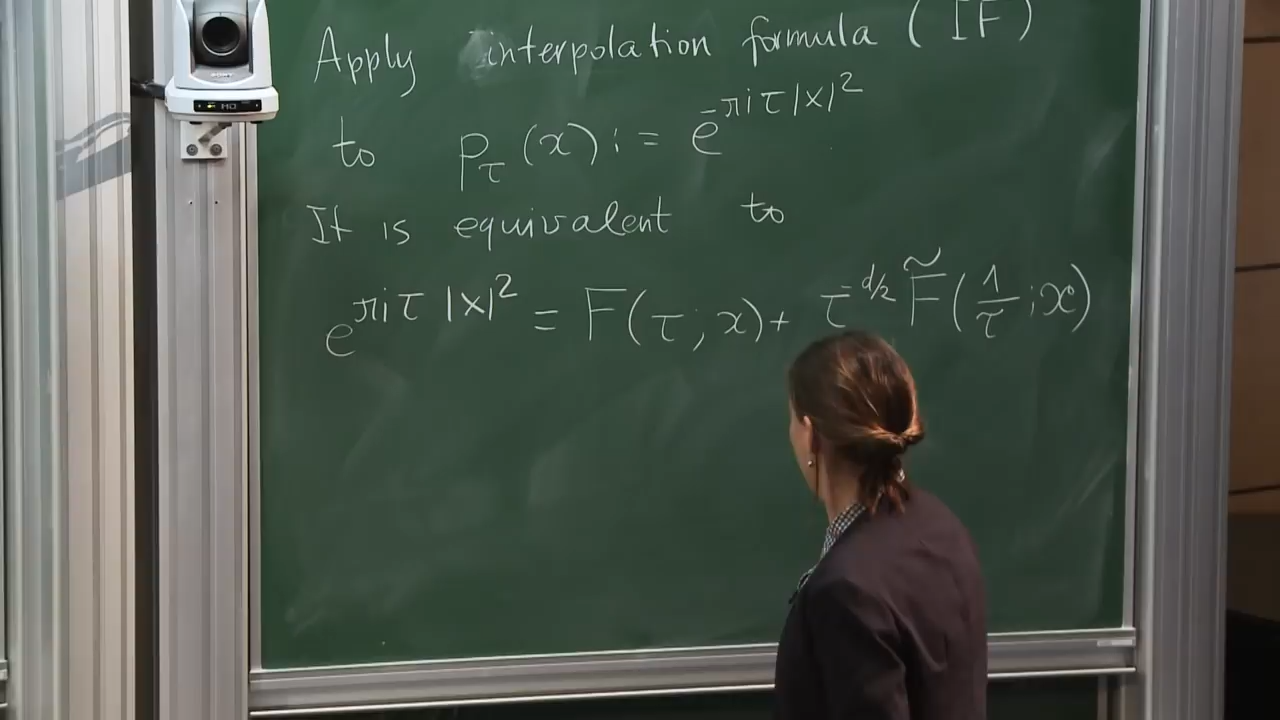 Apply interpolation formula (IF)
to p_τ(x) := e^{-πiτ|x|^2}
It is equivalent to
e^{πiτ|x|^2} = F(τ;x) + τ^{-d/2} F̃(1/τ;x)